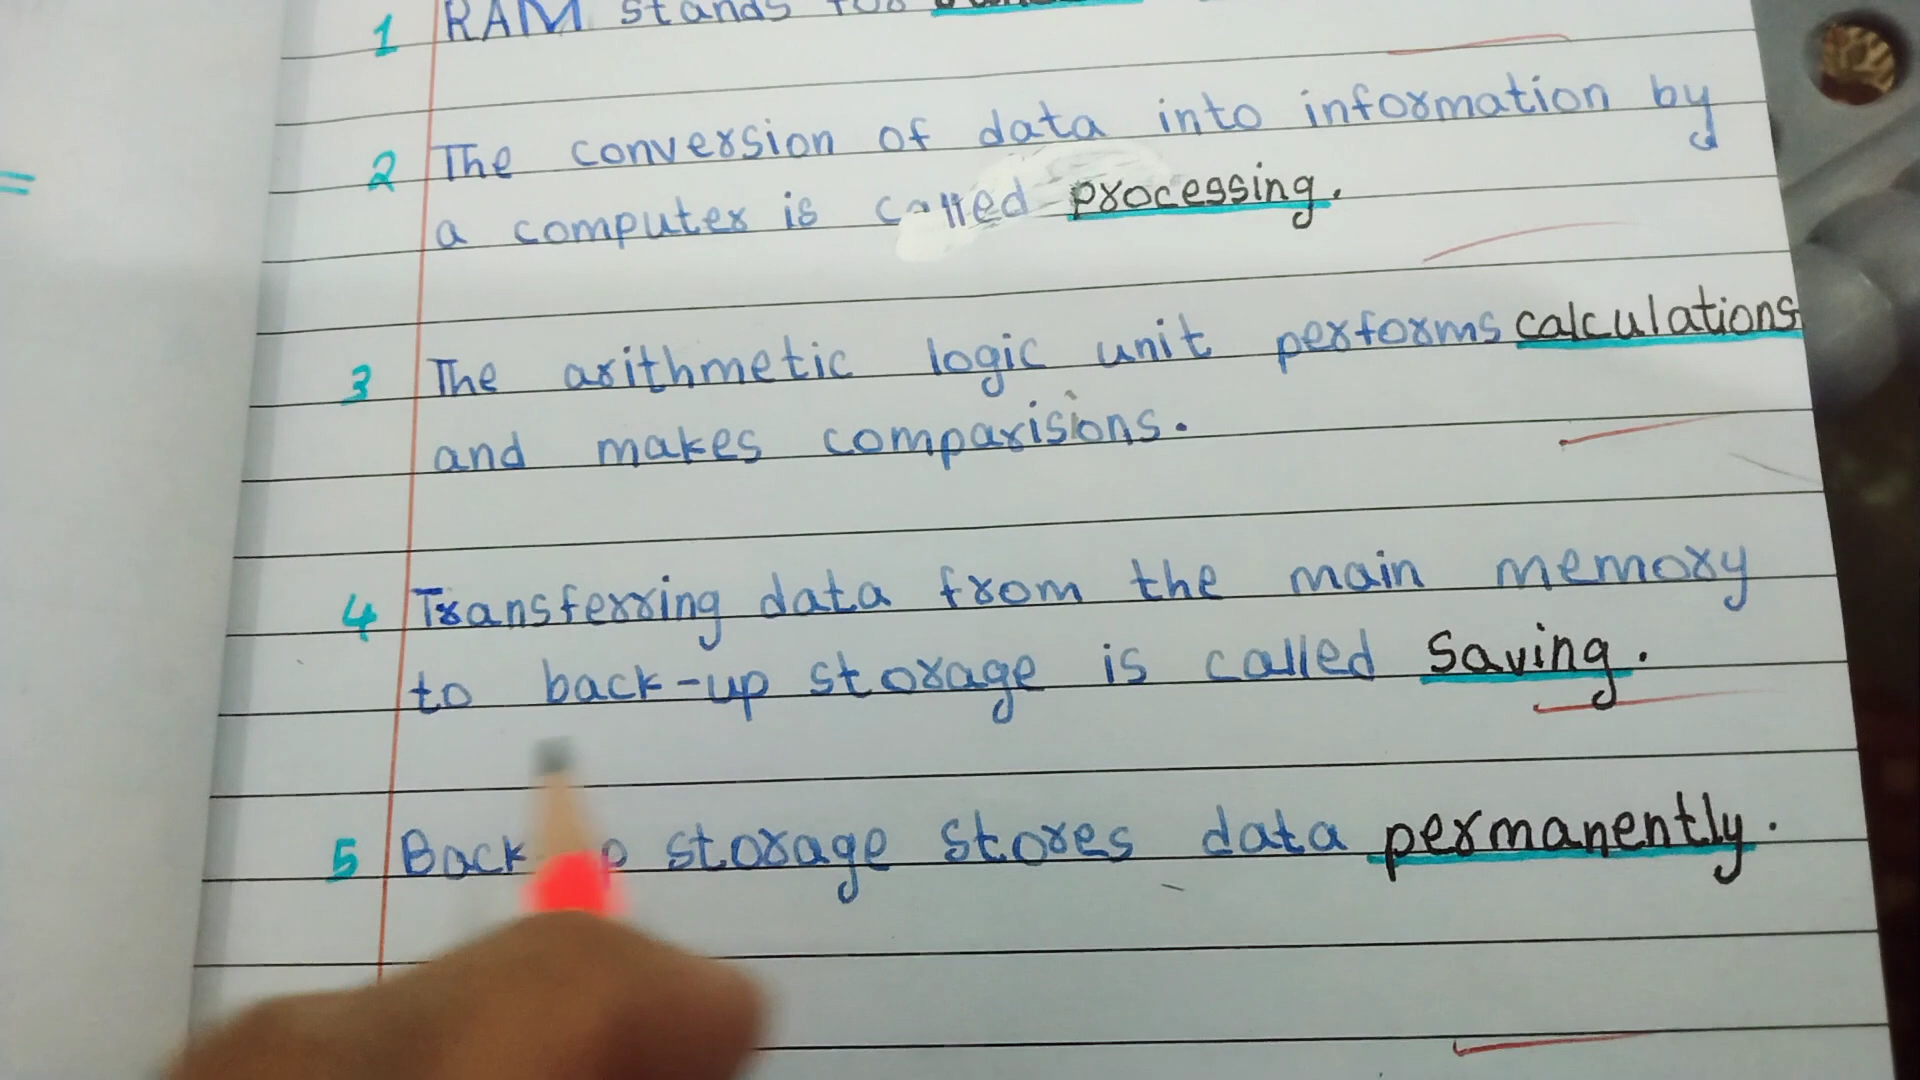 1 RAM stands for
2 The conversion of data into information by
a computer is called processing.
3 The arithmetic logic unit performs calculations
and makes comparisions.
4 Transferring data from the main memory
to back-up storage is called saving.
5 Back p storage stores data permanently.